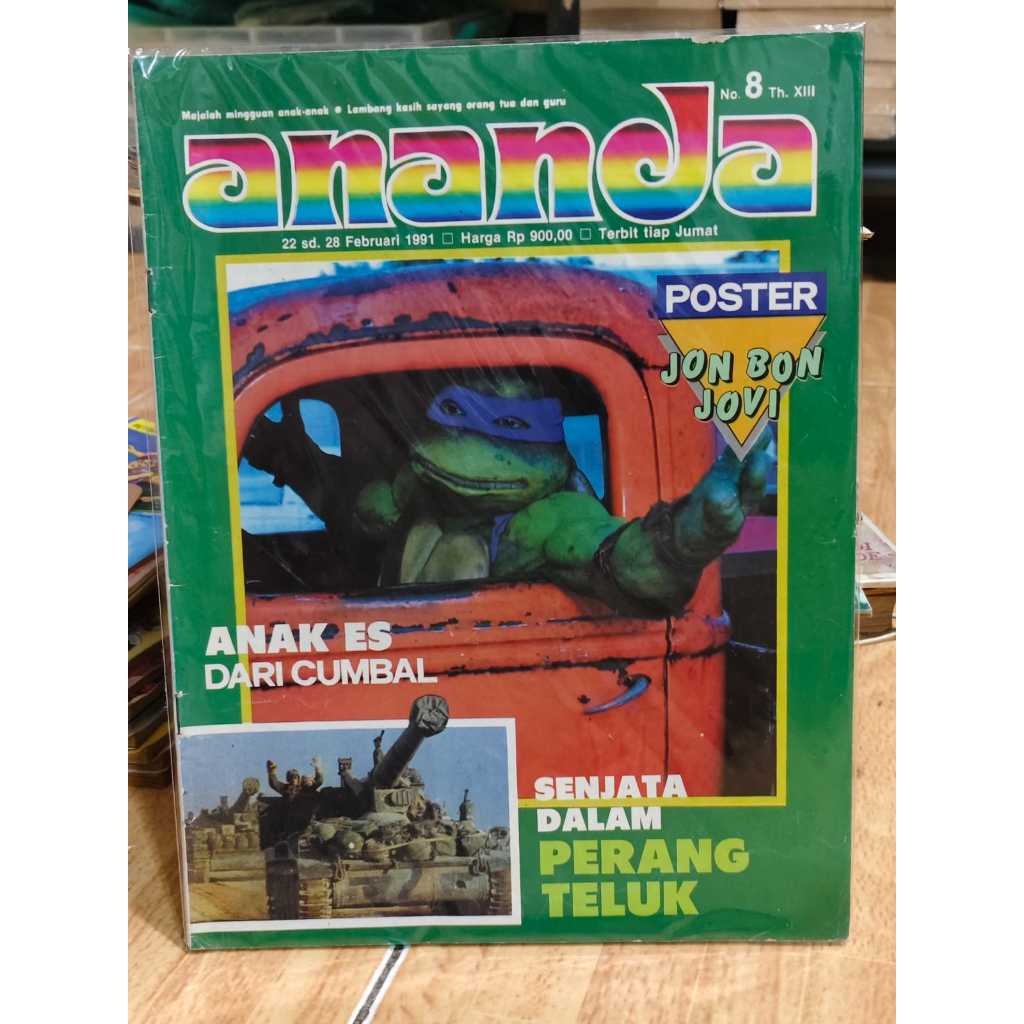 No. 8 Th. XIII
Majalah mingguan anak-anak ● Lambang kasih sayang orang tua dan guru
ananda
22 sd. 28 Februari 1991 □ Harga Rp 900,00 □ Terbit tiap Jumat
POSTER
JON BON
JOVI
ANAK ES
DARI CUMBAL
SENJATA
DALAM
PERANG
TELUK